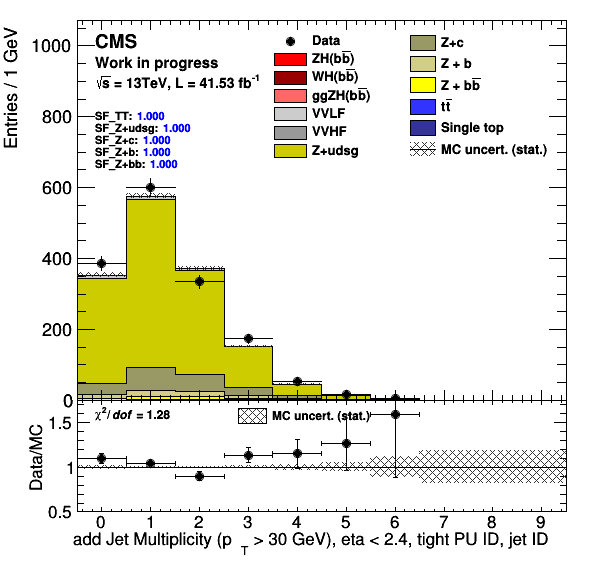 Entries / 1 GeV
1000
800
600
400
200
0
CMS
Work in progress
√s = 13TeV, L = 41.53 fb⁻¹
SF_TT: 1.000
SF_Z+udsg: 1.000
SF_Z+c: 1.000
SF_Z+b: 1.000
SF_Z+bb: 1.000
Data
ZH(bb̅)
WH(bb̅)
ggZH(bb̅)
VVLF
VVHF
Z+udsg
Z+c
Z + b
Z + bb̅
tt̅
Single top
MC uncert. (stat.)
Data/MC
1.5
1
0.5
χ²/dof = 1.28
MC uncert. (stat.)
0 1 2 3 4 5 6 7 8 9
add Jet Multiplicity (p_T > 30 GeV), eta < 2.4, tight PU ID, jet ID